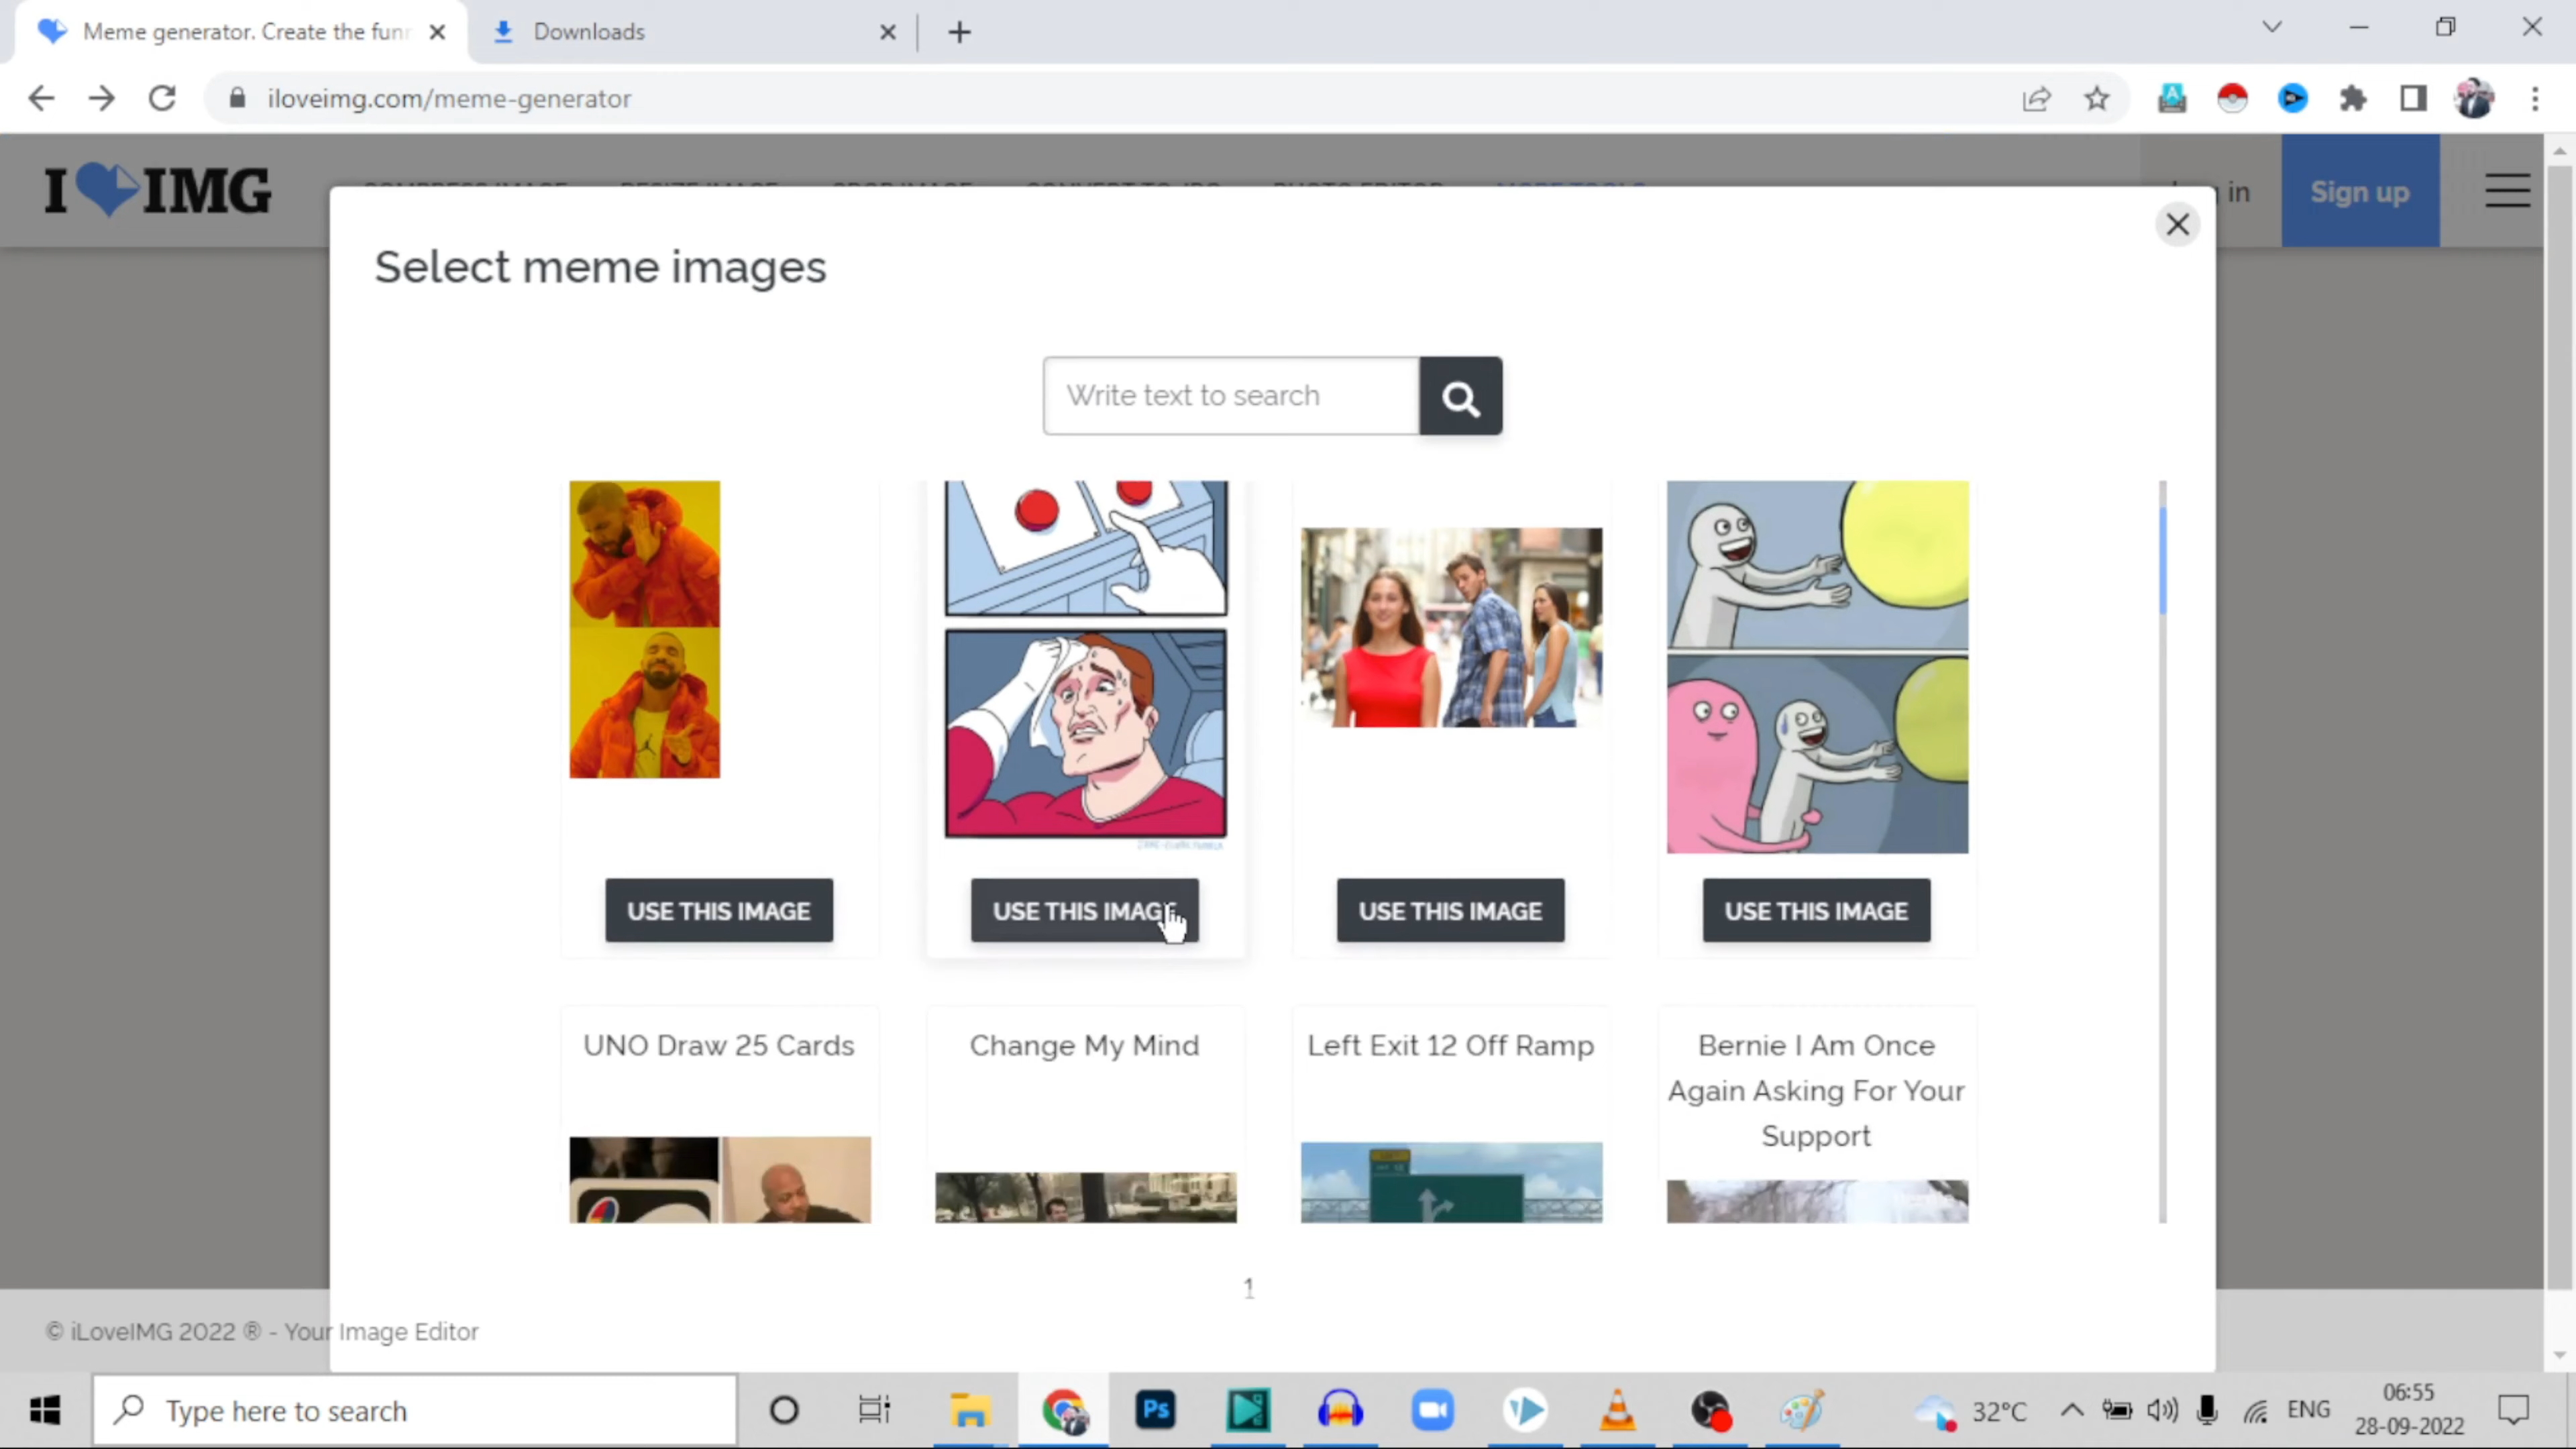 Meme generator. Create the funn
Downloads
iloveimg.com/meme-generator
I IMG
in
Sign up
Select meme images
Write text to search
USE THIS IMAGE
USE THIS IMAGE
USE THIS IMAGE
USE THIS IMAGE
UNO Draw 25 Cards
Change My Mind
Left Exit 12 Off Ramp
Bernie I Am Once
Again Asking For Your
Support
1
© iLoveIMG 2022 ® - Your Image Editor
Type here to search
Ps
32°C
ENG
06:55
28-09-2022